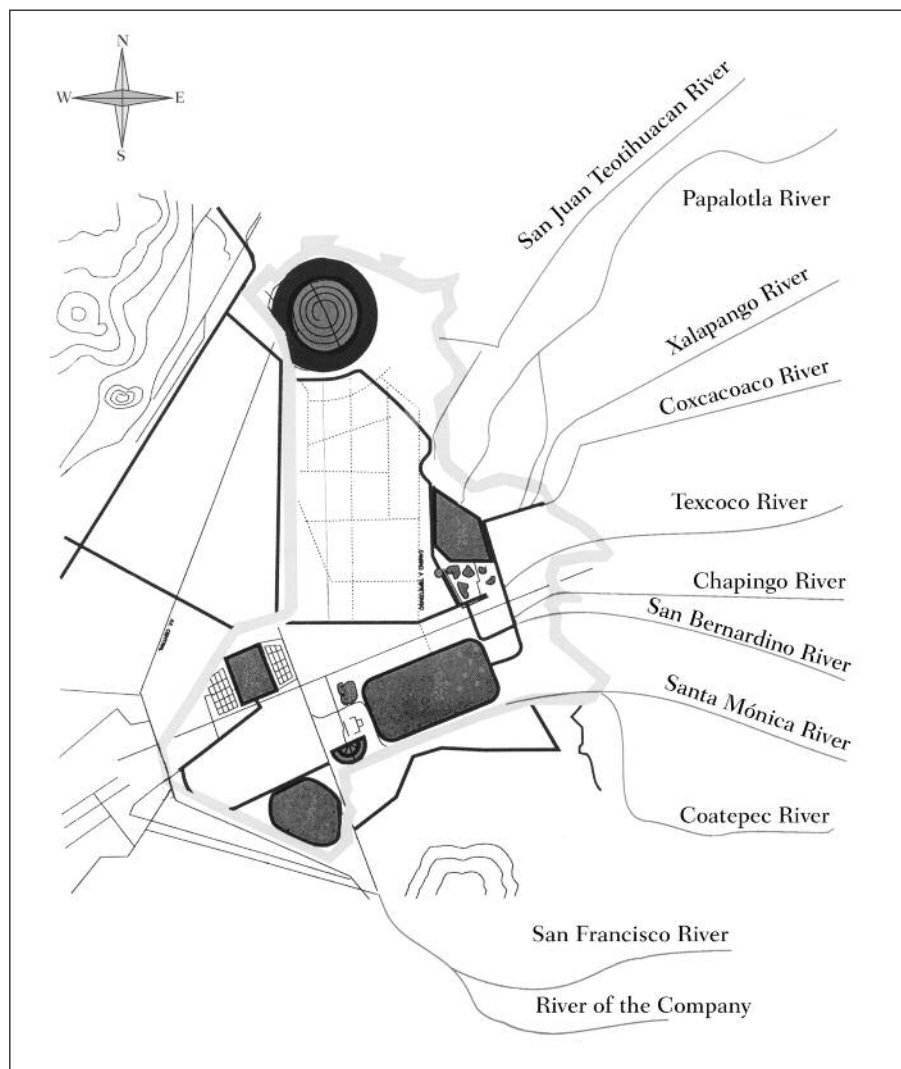 N
W E
S
San Juan Teotihuacan River
Papalotla River
Xalapango River
Coxcacoaco River
Texcoco River
Chapingo River
San Bernardino River
Santa Mónica River
Coatepec River
San Francisco River
River of the Company